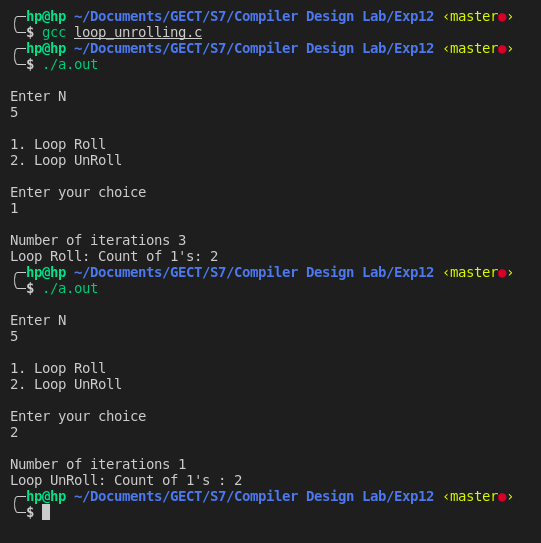 ╭─hp@hp ~/Documents/GECT/S7/Compiler Design Lab/Exp12 ‹master●›
╰─$ gcc loop_unrolling.c
╭─hp@hp ~/Documents/GECT/S7/Compiler Design Lab/Exp12 ‹master●›
╰─$ ./a.out
Enter N
5
1. Loop Roll
2. Loop UnRoll
Enter your choice
1
Number of iterations 3
Loop Roll: Count of 1's: 2
╭─hp@hp ~/Documents/GECT/S7/Compiler Design Lab/Exp12 ‹master●›
╰─$ ./a.out
Enter N
5
1. Loop Roll
2. Loop UnRoll
Enter your choice
2
Number of iterations 1
Loop UnRoll: Count of 1's : 2
╭─hp@hp ~/Documents/GECT/S7/Compiler Design Lab/Exp12 ‹master●›
╰─$